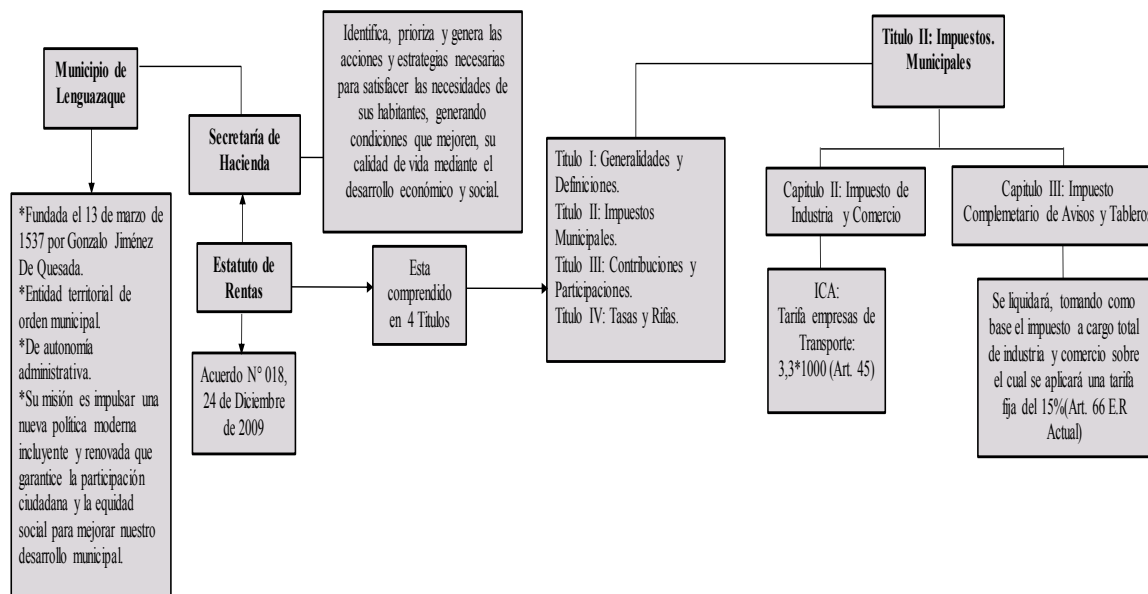 Municipio de
Lenguazaque
*Fundada el 13 de marzo de
1537 por Gonzalo Jiménez
De Quesada.
*Entidad territorial de
orden municipal.
*De autonomía
administrativa.
*Su misión es impulsar una
nueva política moderna
incluyente y renovada que
garantice la participación
ciudadana y la equidad
social para mejorar nuestro
desarrollo municipal.
Secretaría de
Hacienda
Identifica, prioriza y genera las
acciones y estrategias necesarias
para satisfacer las necesidades de
sus habitantes, generando
condiciones que mejoren, su
calidad de vida mediante el
desarrollo económico y social.
Estatuto de
Rentas
Acuerdo N° 018,
24 de Diciembre
de 2009
Esta
comprendido
en 4 Titulos
Titulo I: Generalidades y
Definiciones.
Titulo II: Impuestos
Municipales.
Titulo III: Contribuciones y
Participaciones.
Titulo IV: Tasas y Rifas.
Titulo II: Impuestos.
Municipales
Capitulo II: Impuesto de
Industria y Comercio
ICA:
Tarifa empresas de
Transporte:
3,3*1000 (Art. 45)
Capitulo III: Impuesto
Complemetario de Avisos y Tableros
Se liquidará, tomando como
base el impuesto a cargo total
de industria y comercio sobre
el cual se aplicará una tarifa
fija del 15%(Art. 66 E.R
Actual)